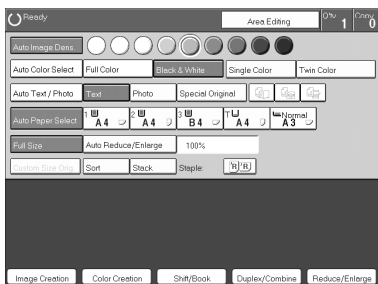 Ready Area Editing Qty 1 Copy 0
Auto Image Dens.
Auto Color Select Full Color Black & White Single Color Twin Color
Auto Text / Photo Text Photo Special Original
Auto Paper Select 1 A4 2 A4 3 B4 T A4 Normal A3
Full Size Auto Reduce/Enlarge 100%
Custom Size Orig. Sort Stack Staple: R R
Image Creation Color Creation Shift/Book Duplex/Combine Reduce/Enlarge